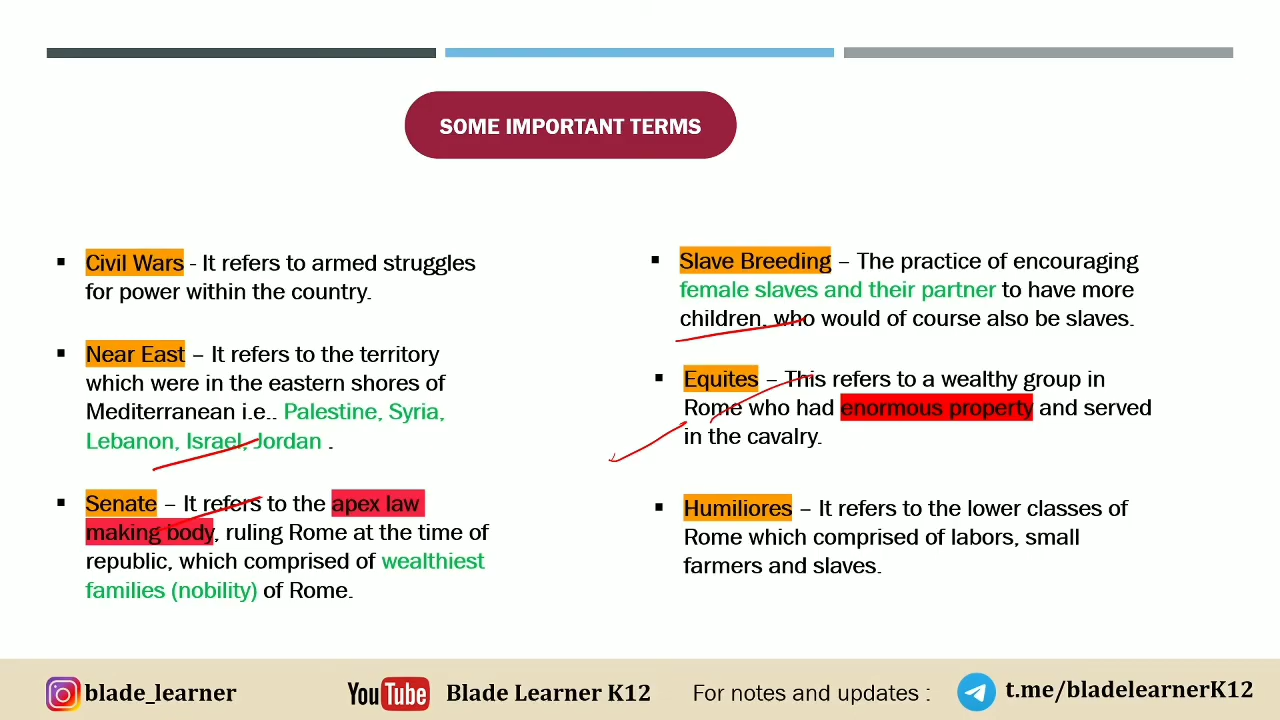 SOME IMPORTANT TERMS
Civil Wars - It refers to armed struggles
for power within the country.
Near East – It refers to the territory
which were in the eastern shores of
Mediterranean i.e.. Palestine, Syria,
Lebanon, Israel, Jordan .
Senate – It refers to the apex law
making body, ruling Rome at the time of
republic, which comprised of wealthiest
families (nobility) of Rome.
Slave Breeding – The practice of encouraging
female slaves and their partner to have more
children, who would of course also be slaves.
Equites – This refers to a wealthy group in
Rome who had enormous property and served
in the cavalry.
Humiliores – It refers to the lower classes of
Rome which comprised of labors, small
farmers and slaves.
blade_learner
YouTube Blade Learner K12
For notes and updates :
t.me/bladelearnerK12